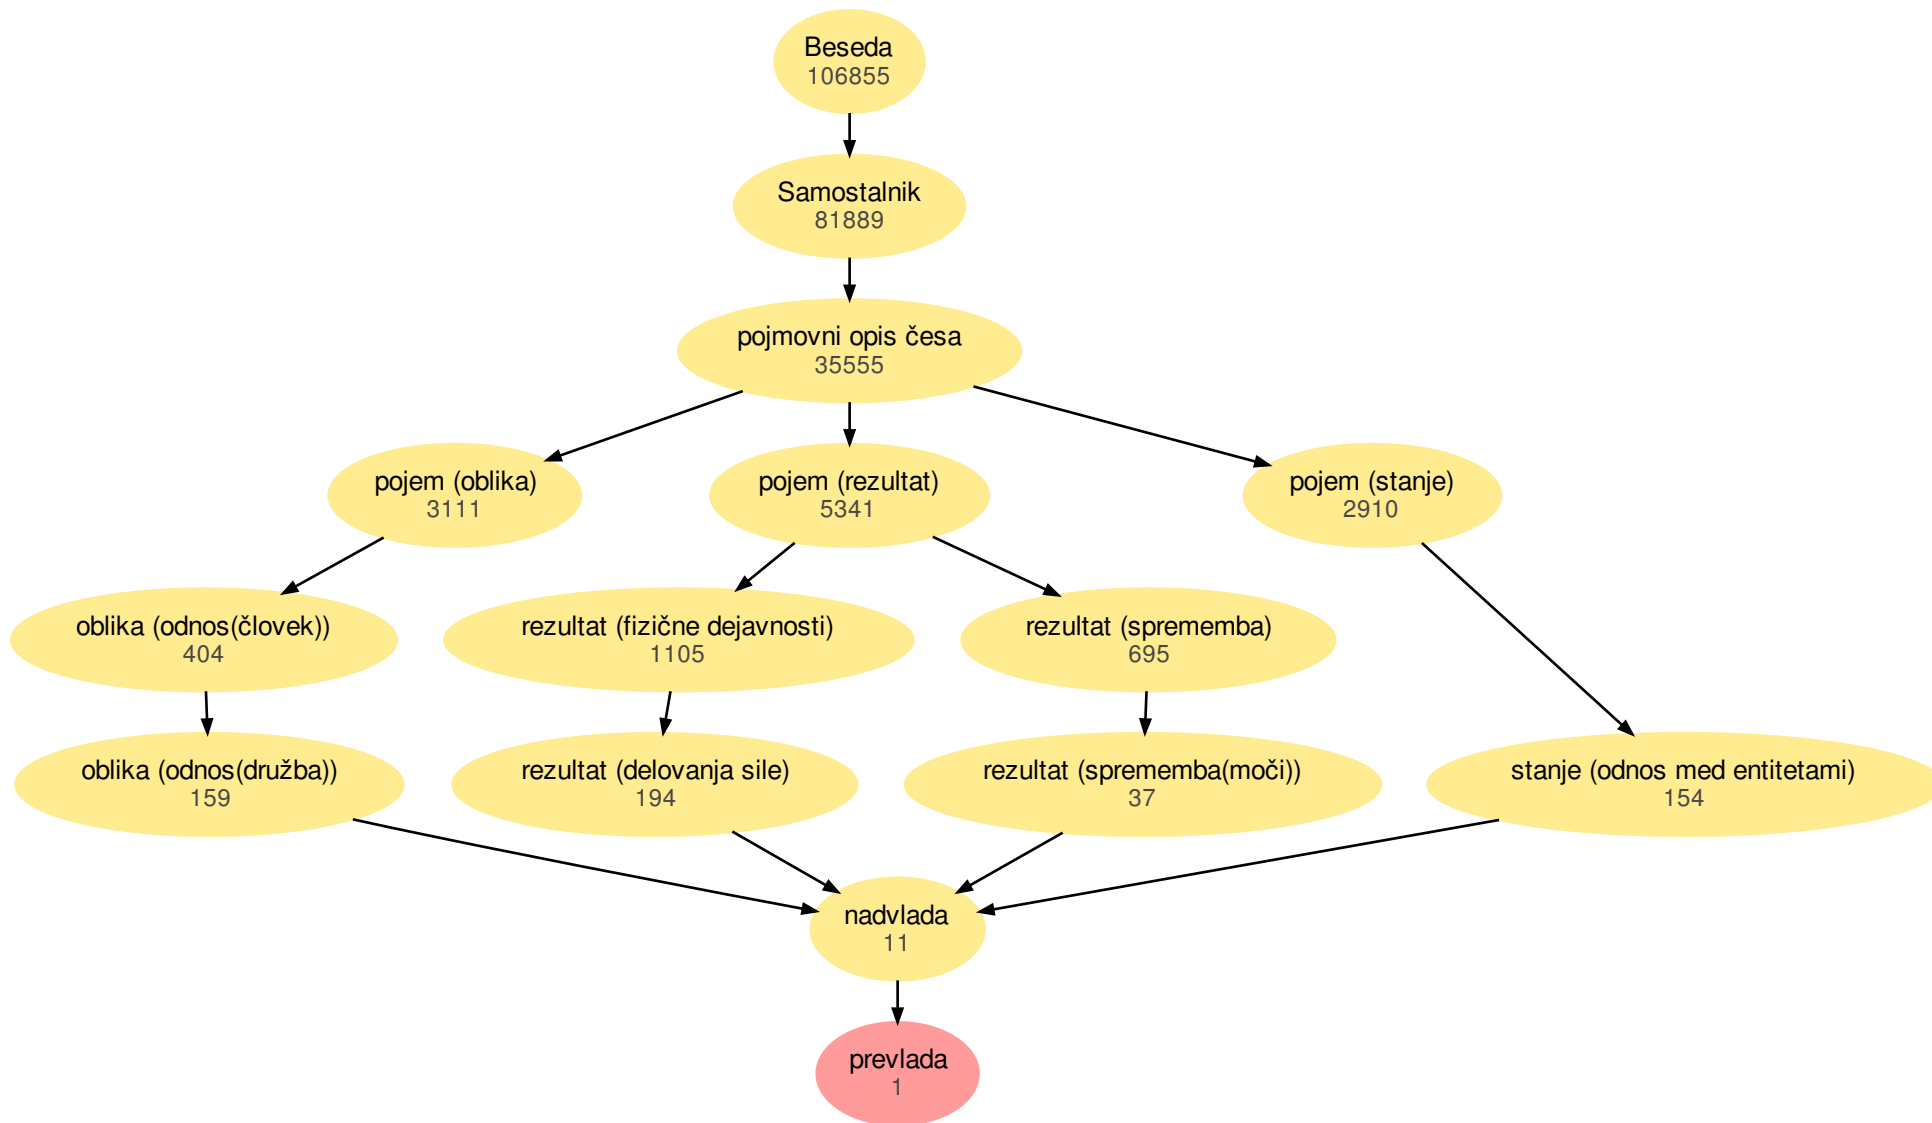 Beseda
106855
Samostalnik
81889
pojmovni opis česa
35555
pojem (oblika)
3111
pojem (rezultat)
5341
pojem (stanje)
2910
oblika (odnos(človek))
404
rezultat (fizične dejavnosti)
1105
rezultat (sprememba)
695
oblika (odnos(družba))
159
rezultat (delovanja sile)
194
rezultat (sprememba(moči))
37
stanje (odnos med entitetami)
154
nadvlada
11
prevlada
1